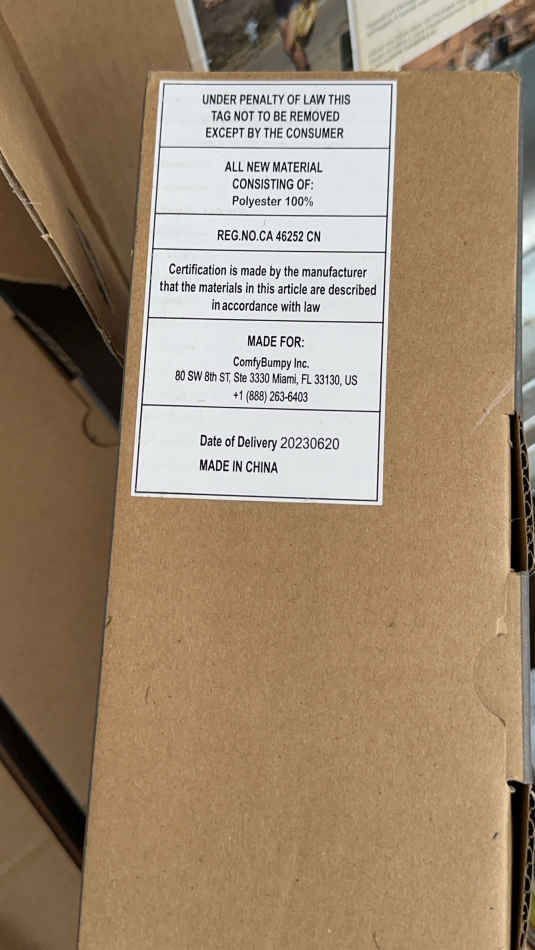 UNDER PENALTY OF LAW THIS
TAG NOT TO BE REMOVED
EXCEPT BY THE CONSUMER
ALL NEW MATERIAL
CONSISTING OF:
Polyester 100%
REG.NO.CA 46252 CN
Certification is made by the manufacturer
that the materials in this article are described
in accordance with law
MADE FOR:
ComfyBumpy Inc.
80 SW 8th ST, Ste 3330 Miami, FL 33130, US
+1 (888) 263-6403
Date of Delivery 20230620
MADE IN CHINA